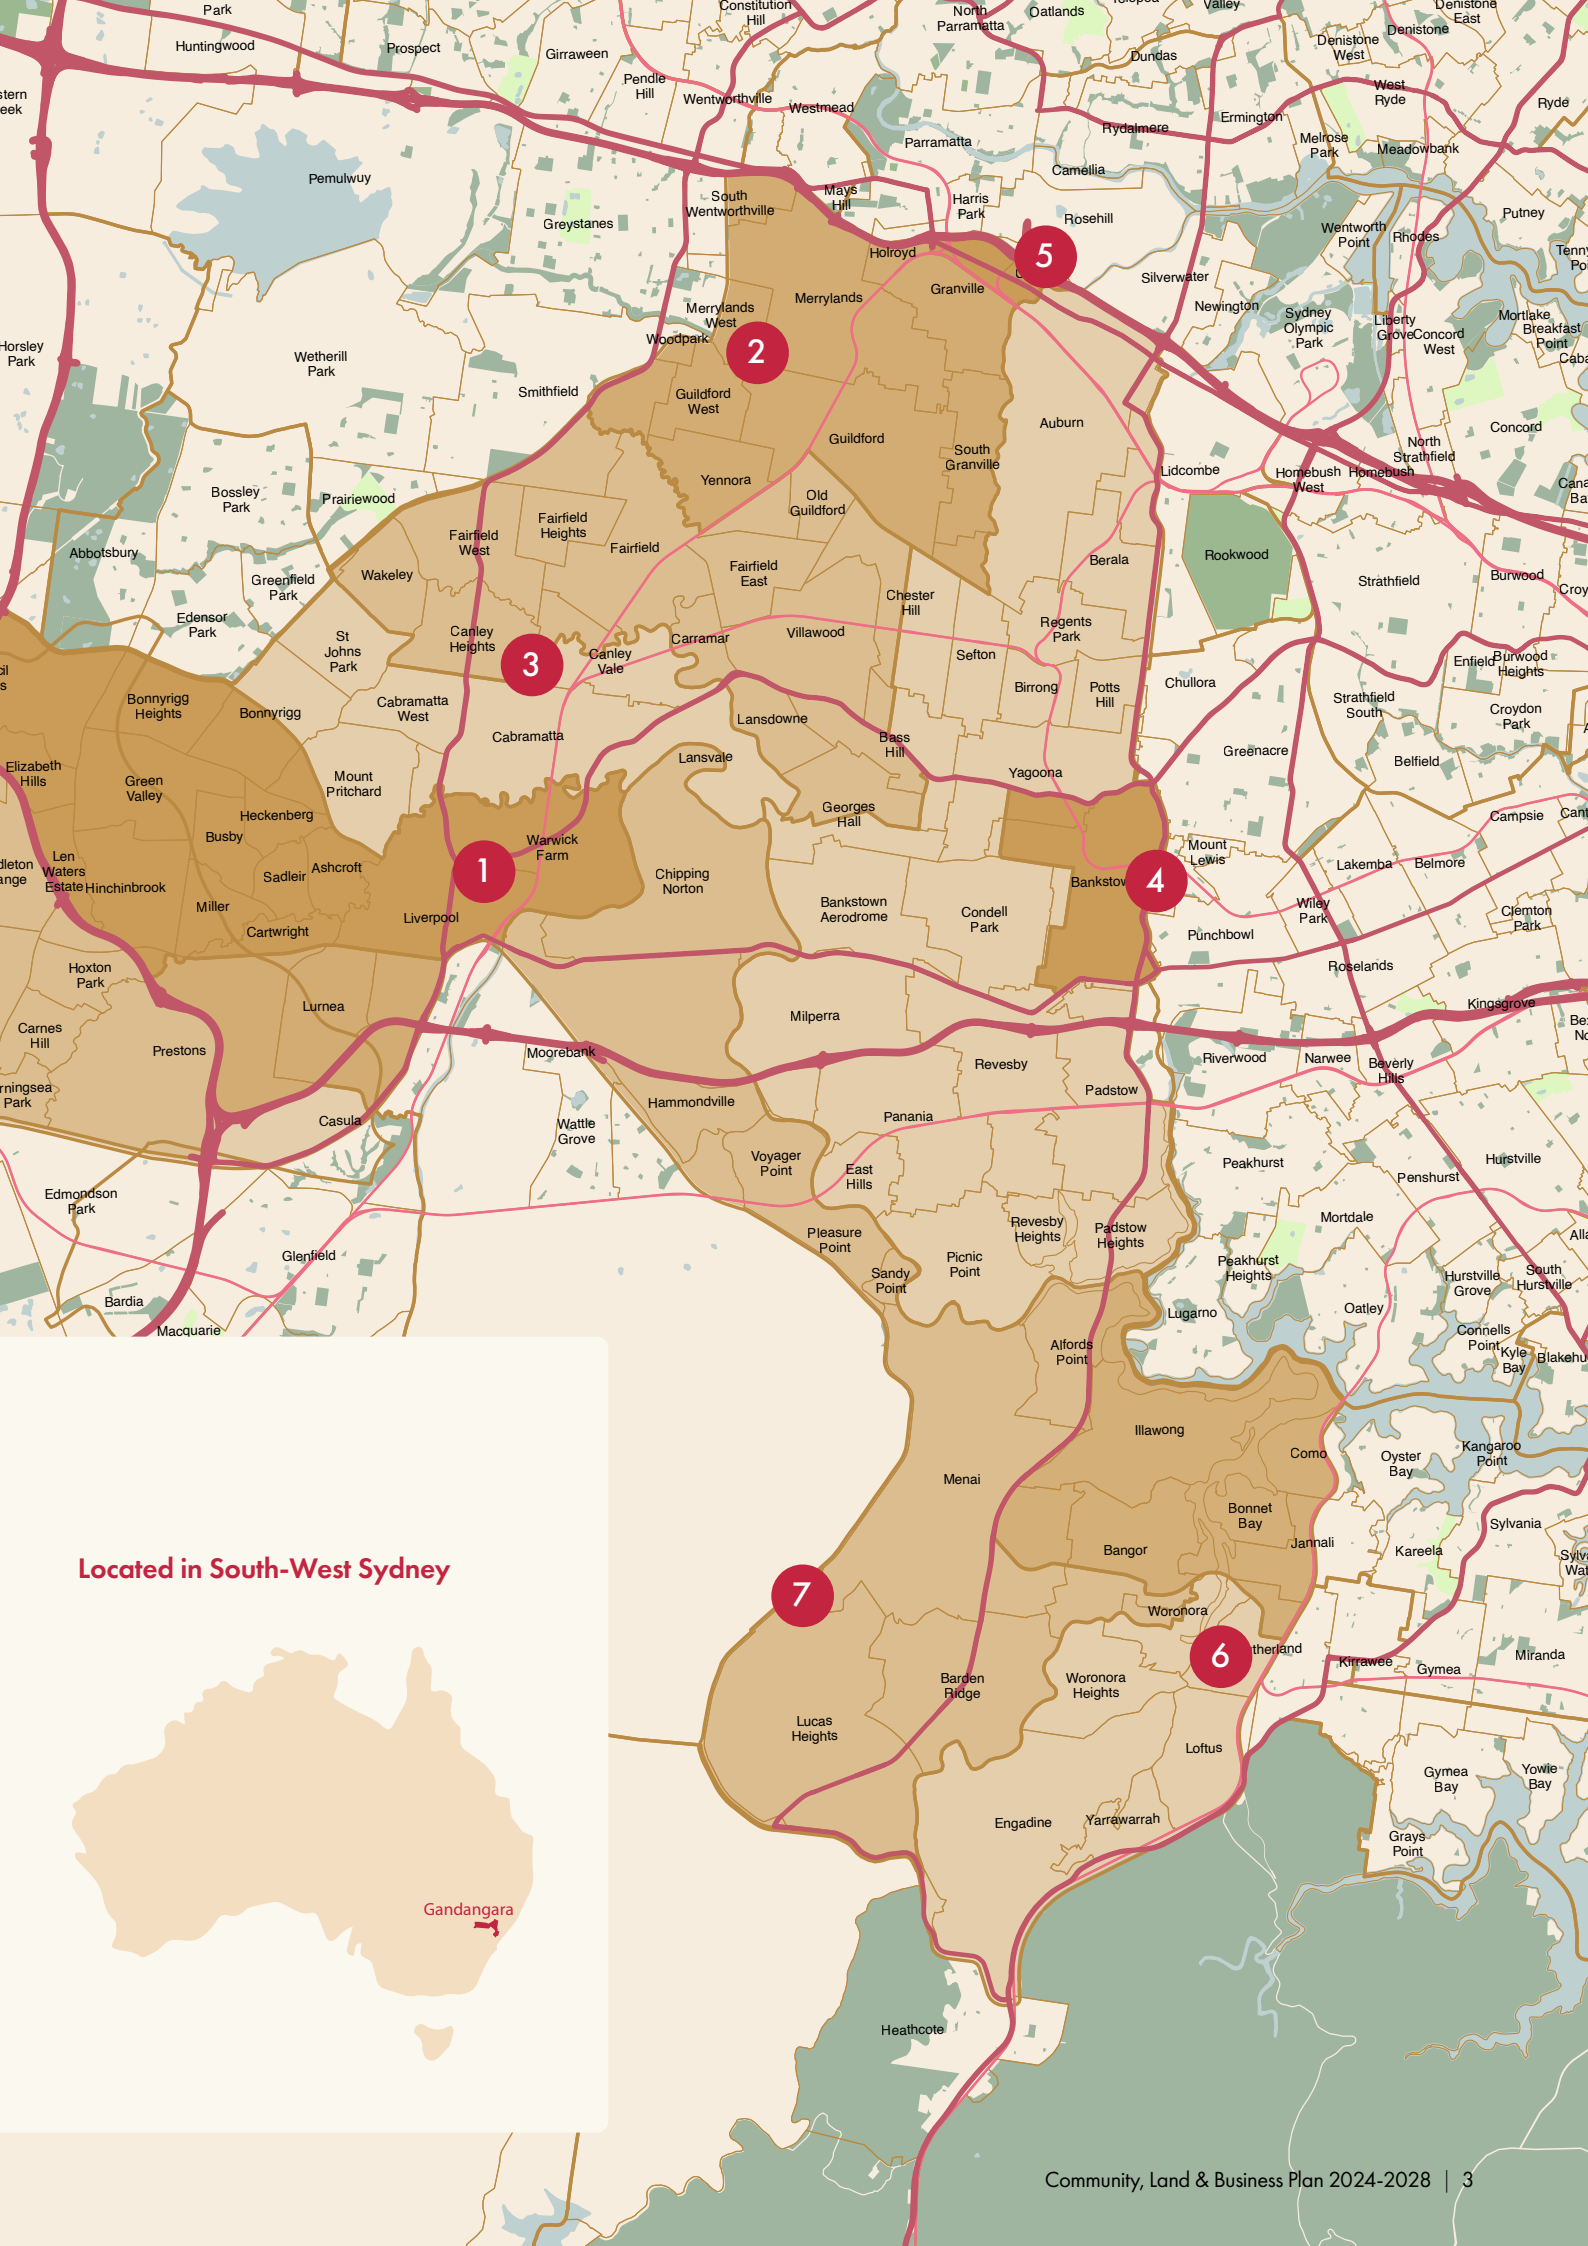 Park
Huntingwood
Prospect
Girraween
Constitution
Hill
North
Parramatta
Oatlands
Valley
Denistone
East
Denistone
Denistone
West
Dundas
Pendle
Hill
Wentworthville
Westmead
West
Ryde
Ryde
Ermington
Rydalmere
Parramatta
Melrose
Park
Meadowbank
Camellia
Pemulwuy
South
Wentworthville
Mays
Hill
Harris
Park
Rosehill
Putney
Greystanes
Wentworth
Point
Rhodes
Holroyd
5
Silverwater
Merrylands
Granville
Newington
Merrylands
West
Sydney
Olympic
Park
Liberty
Grove
Concord
West
Mortlake
Breakfast
Point
Horsley
Park
Wetherill
Park
Woodpark
2
Smithfield
Guildford
West
Guildford
Auburn
Concord
South
Granville
North
Strathfield
Lidcombe
Homebush
West
Homebush
Yennora
Old
Guildford
Bossley
Park
Prairiewood
Fairfield
West
Fairfield
Heights
Fairfield
Abbotsbury
Rookwood
Berala
Wakeley
Greenfield
Park
Fairfield
East
Strathfield
Burwood
Chester
Hill
Edensor
Park
St
Johns
Park
Canley
Heights
3
Canley
Vale
Carramar
Villawood
Regents
Park
Sefton
Enfield
Burwood
Heights
Bonnyrigg
Heights
Bonnyrigg
Cabramatta
West
Birrong
Potts
Hill
Chullora
Strathfield
South
Croydon
Park
Cabramatta
Lansdowne
Bass
Hill
Greenacre
Belfield
Elizabeth
Hills
Green
Valley
Mount
Pritchard
Lansvale
Yagoona
Heckenberg
Georges
Hall
Campsie
Busby
Warwick
Farm
Mount
Lewis
Len
Waters
Estate
Hinchinbrook
Sadleir
Ashcroft
1
Chipping
Norton
4
Lakemba
Belmore
Miller
Liverpool
Bankstown
Aerodrome
Condell
Park
Wiley
Park
Clemton
Park
Cartwright
Punchbowl
Hoxton
Park
Roselands
Lurnea
Kingsgrove
Carnes
Hill
Milperra
Prestons
Moorebank
Revesby
Riverwood
Narwee
Beverly
Hills
Park
Hammondville
Padstow
Casula
Wattle
Grove
Panania
Voyager
Point
East
Hills
Peakhurst
Hurstville
Penshurst
Edmondson
Park
Revesby
Heights
Padstow
Heights
Mortdale
Glenfield
Pleasure
Point
Picnic
Point
Sandy
Point
Peakhurst
Heights
Hurstville
Grove
South
Hurstville
Bardia
Lugarno
Oatley
Macquarie
Connells
Point
Kyle
Bay
Alfords
Point
Illawong
Como
Oyster
Bay
Kangaroo
Point
Menai
Bonnet
Bay
Sylvania
Bangor
Jannali
Kareela
Located in South-West Sydney
7
Woronora
6
Kirrawee
Gymea
Miranda
Barden
Ridge
Woronora
Heights
Lucas
Heights
Loftus
Gymea
Bay
Yowie
Bay
Engadine
Yarrawarrah
Grays
Point
Gandangara
Heathcote
Community, Land & Business Plan 2024-2028 | 3